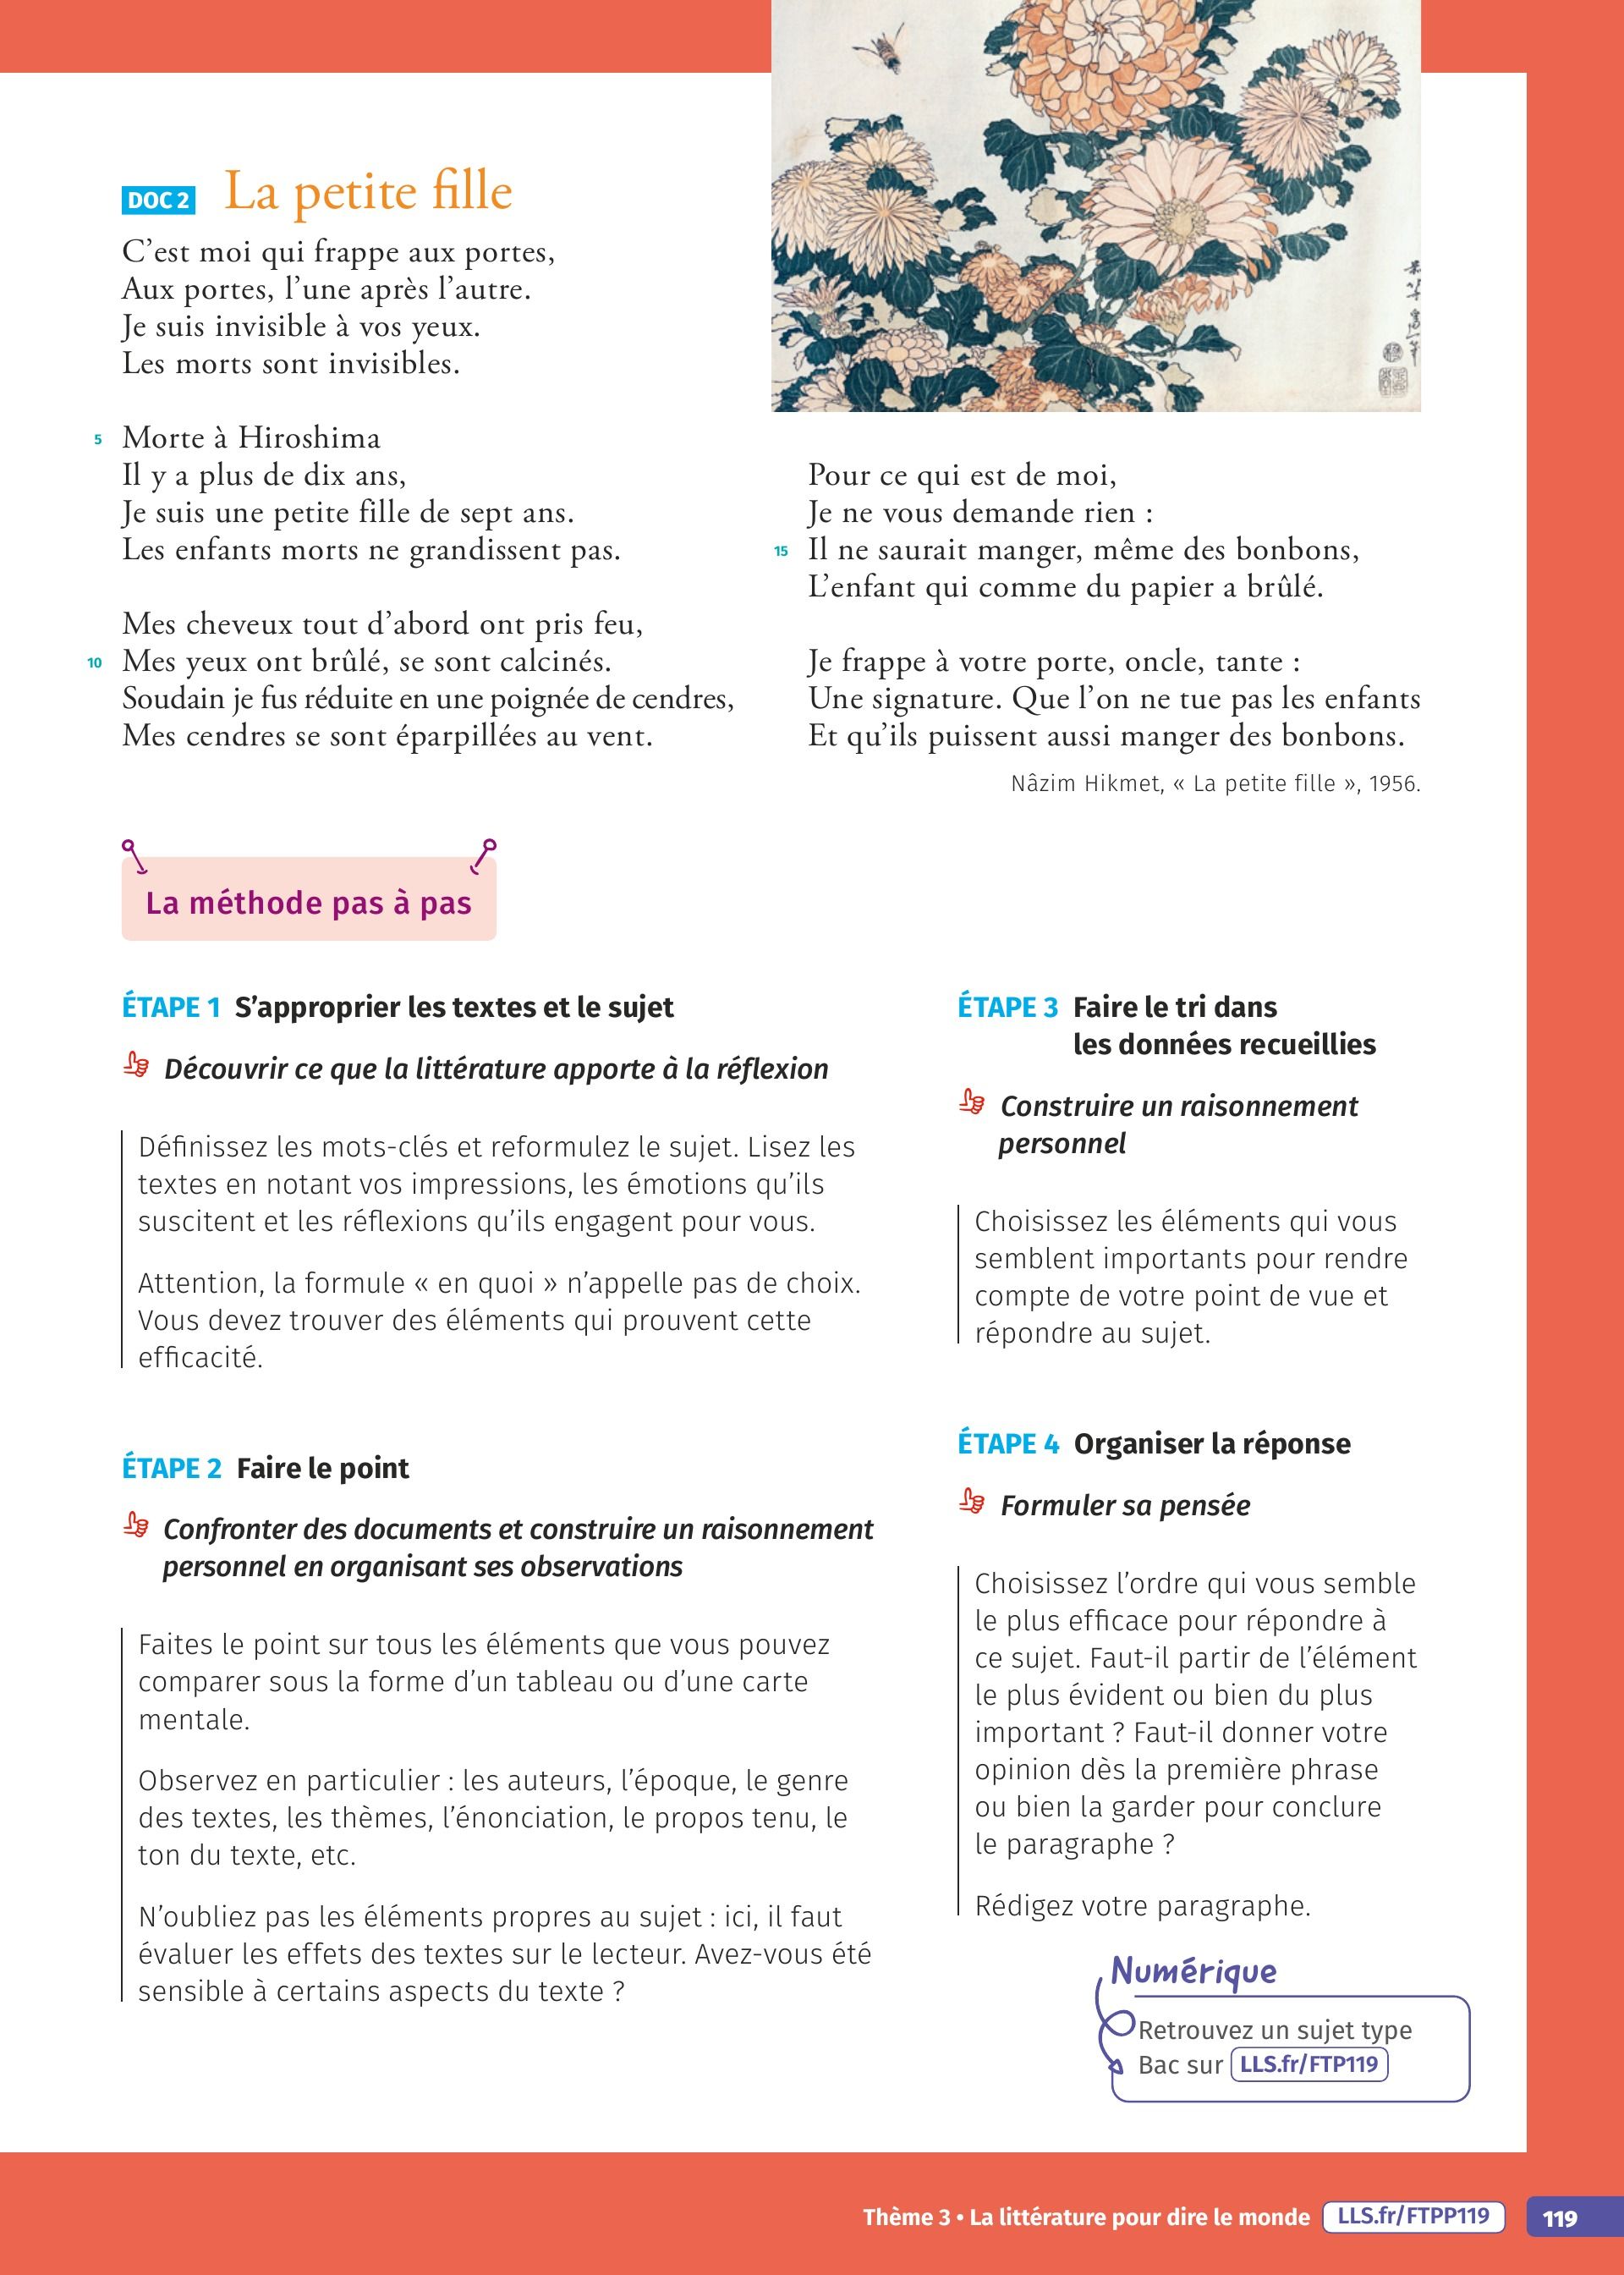 DOC 2 La petite fille
C’est moi qui frappe aux portes,
Aux portes, l’une après l’autre.
Je suis invisible à vos yeux.
Les morts sont invisibles.
5 Morte à Hiroshima
Il y a plus de dix ans,
Je suis une petite fille de sept ans.
Les enfants morts ne grandissent pas.
Mes cheveux tout d’abord ont pris feu,
10 Mes yeux ont brûlé, se sont calcinés.
Soudain je fus réduite en une poignée de cendres,
Mes cendres se sont éparpillées au vent.
Pour ce qui est de moi,
Je ne vous demande rien :
15 Il ne saurait manger, même des bonbons,
L’enfant qui comme du papier a brûlé.
Je frappe à votre porte, oncle, tante :
Une signature. Que l’on ne tue pas les enfants
Et qu’ils puissent aussi manger des bonbons.
Nâzim Hikmet, « La petite fille », 1956.
La méthode pas à pas
ÉTAPE 1 S’approprier les textes et le sujet
Découvrir ce que la littérature apporte à la réflexion
Définissez les mots-clés et reformulez le sujet. Lisez les
textes en notant vos impressions, les émotions qu’ils
suscitent et les réflexions qu’ils engagent pour vous.
Attention, la formule « en quoi » n’appelle pas de choix.
Vous devez trouver des éléments qui prouvent cette
efficacité.
ÉTAPE 2 Faire le point
Confronter des documents et construire un raisonnement
personnel en organisant ses observations
Faites le point sur tous les éléments que vous pouvez
comparer sous la forme d’un tableau ou d’une carte
mentale.
Observez en particulier : les auteurs, l’époque, le genre
des textes, les thèmes, l’énonciation, le propos tenu, le
ton du texte, etc.
N’oubliez pas les éléments propres au sujet : ici, il faut
évaluer les effets des textes sur le lecteur. Avez-vous été
sensible à certains aspects du texte ?
ÉTAPE 3 Faire le tri dans
les données recueillies
Construire un raisonnement
personnel
Choisissez les éléments qui vous
semblent importants pour rendre
compte de votre point de vue et
répondre au sujet.
ÉTAPE 4 Organiser la réponse
Formuler sa pensée
Choisissez l’ordre qui vous semble
le plus efficace pour répondre à
ce sujet. Faut-il partir de l’élément
le plus évident ou bien du plus
important ? Faut-il donner votre
opinion dès la première phrase
ou bien la garder pour conclure
le paragraphe ?
Rédigez votre paragraphe.
Numérique
Retrouvez un sujet type
Bac sur LLS.fr/FTP119
Thème 3 • La littérature pour dire le monde LLS.fr/FTPP119 119